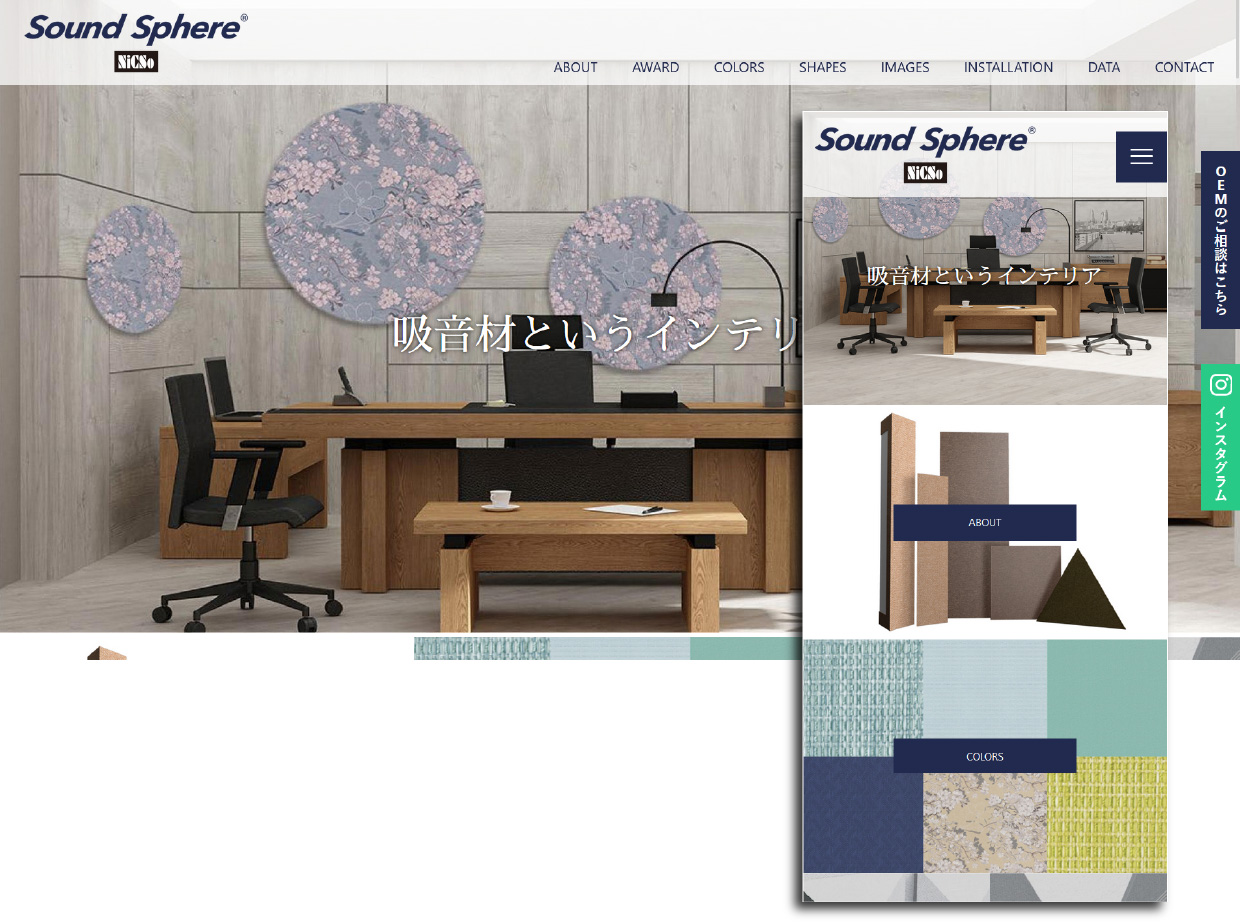 Sound Sphere®
NiCSo
ABOUT AWARD COLORS SHAPES IMAGES INSTALLATION DATA CONTACT
吸音材というインテリ
OEMのご相談はこちら
インスタグラム
Sound Sphere®
NiCSo
吸音材というインテリア
ABOUT
COLORS